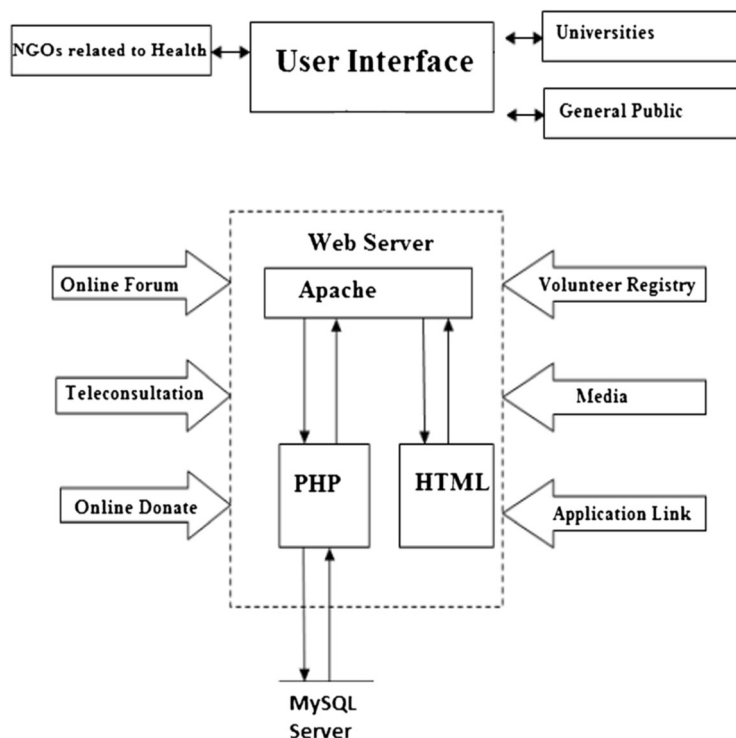 NGOs related to Health
User Interface
Universities
General Public
Web Server
Apache
Online Forum
Volunteer Registry
Teleconsultation
Media
PHP
HTML
Online Donate
Application Link
MySQL
Server